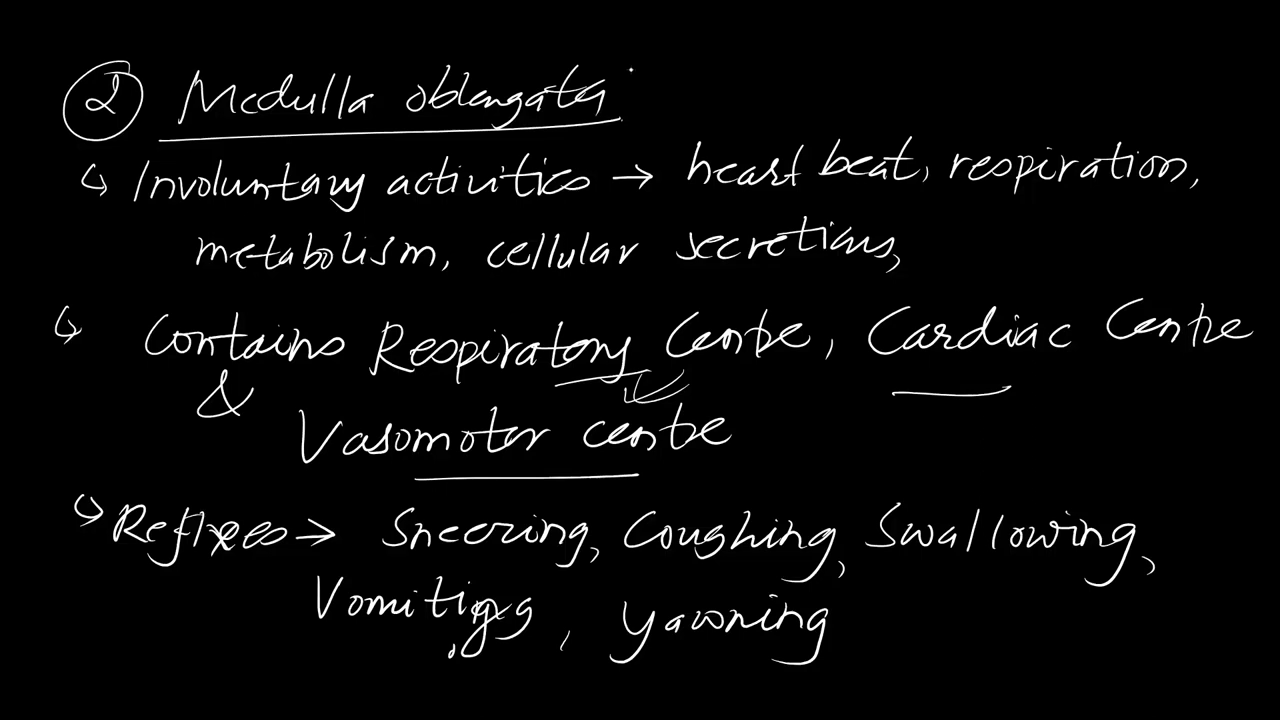 ② Medulla oblongata
↳ Involuntary activities → heart beat, respiration,
metabolism, cellular secretions,
↳ Contains Respiratory Centre, Cardiac Centre
& Vasomotor centre
↳ Reflxes → Sneezing, Coughing, Swallowing,
Vomiting, Yawning